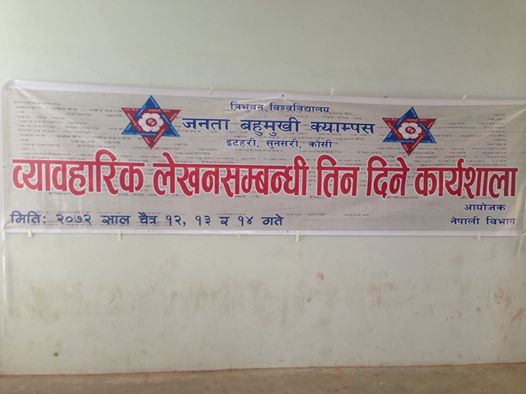 त्रिभुवन विश्वविद्यालय
जनता बहुमुखी क्याम्पस
इटहरी, सुनसरी, कोसी
व्यावहारिक लेखनसम्बन्धी तिन दिने कार्यशाला
मिति: २०७२ साल चैत्र १२, १३ र १४ गते
आयोजक
नेपाली विभाग